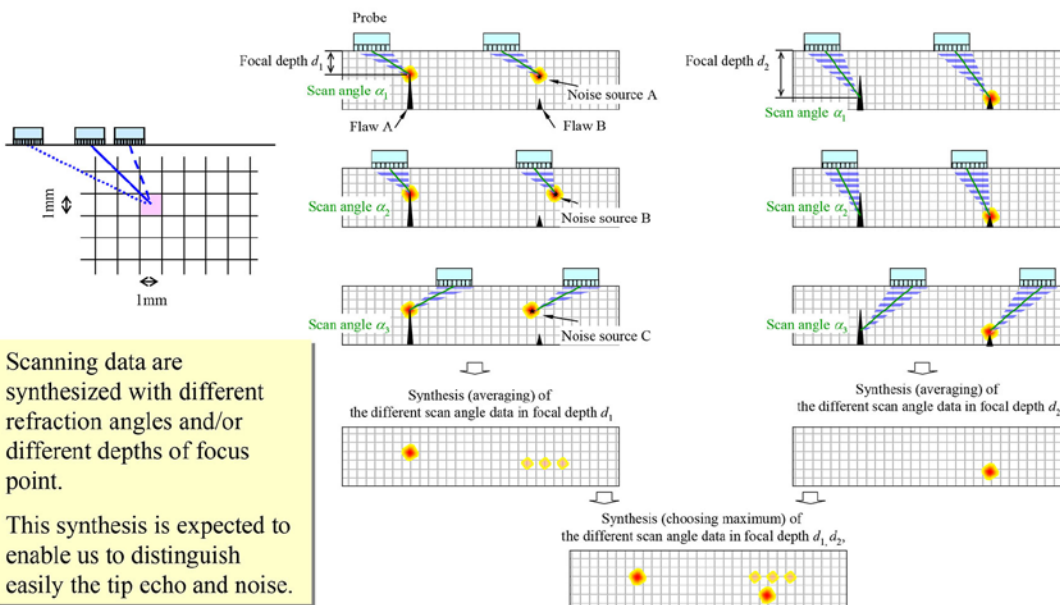 Probe
Focal depth d1
Scan angle α1
Noise source A
Flaw A
Flaw B
Scan angle α2
Noise source B
Scan angle α3
Noise source C
Synthesis (averaging) of
the different scan angle data in focal depth d1
Focal depth d2
Scan angle α1
Scan angle α2
Scan angle α3
Synthesis (averaging) of
the different scan angle data in focal depth d2
Synthesis (choosing maximum) of
the different scan angle data in focal depth d1, d2,
1mm
1mm
Scanning data are
synthesized with different
refraction angles and/or
different depths of focus
point.
This synthesis is expected to
enable us to distinguish
easily the tip echo and noise.